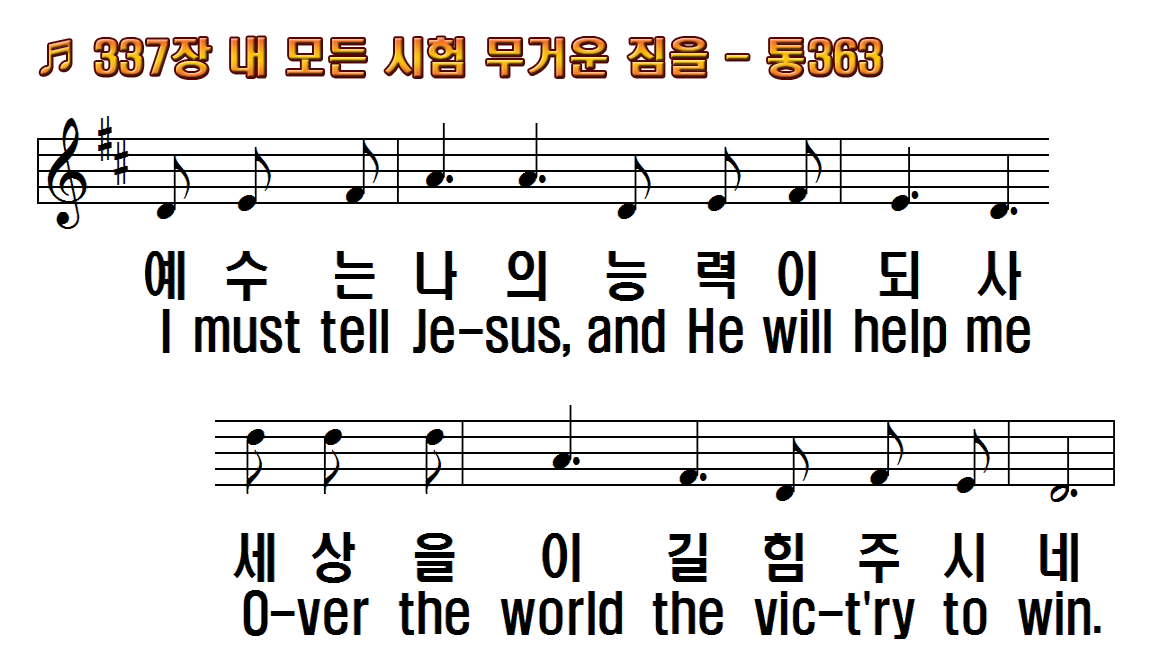 337장 내 모든 시험 무거운 짐을 - 통363
예 수 는 나 의 능 력 이 되 사
I must tell Je-sus, and He will help me
세 상 을 이 길 힘 주 시 네
O-ver the world the vic-t'ry to win.